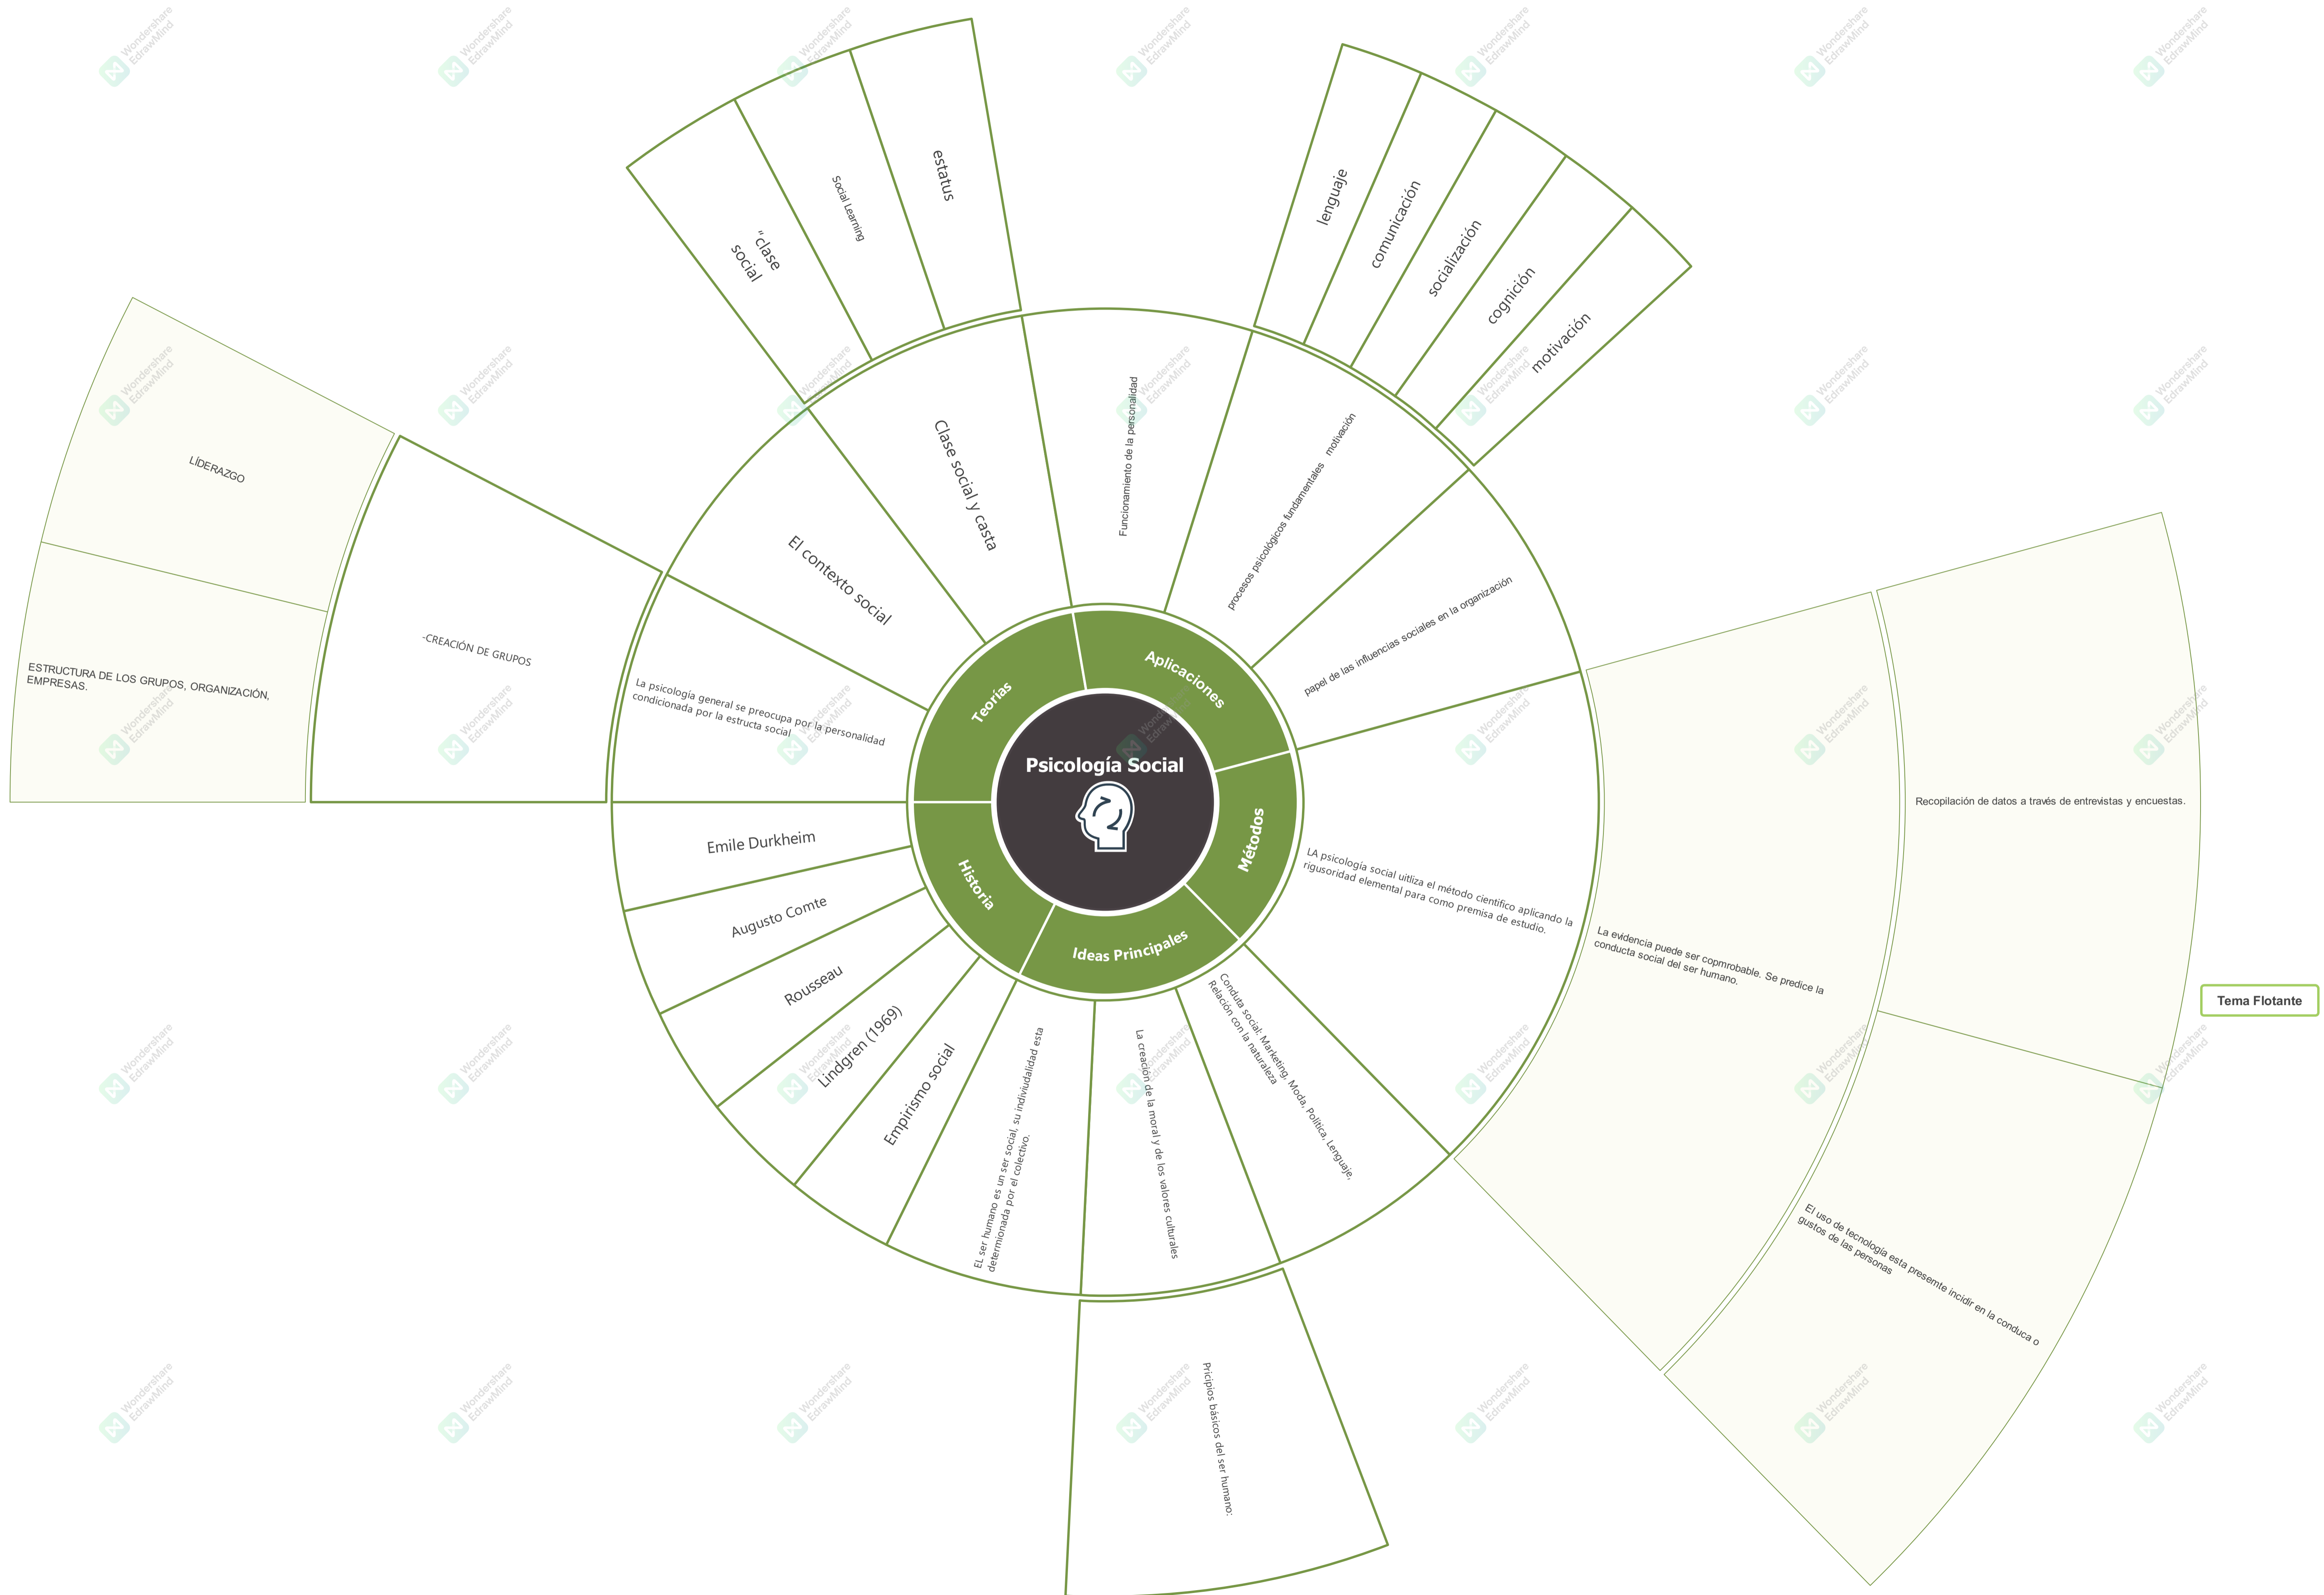 Psicología Social
Aplicaciones
Funcionamiento de la personalidad
procesos psicológicos fundamentales motivación
lenguaje
comunicación
socialización
cognición
motivación
papel de las influencias sociales en la organización
Métodos
LA psicologia social uitliza el método cientifico aplicando la
rigusoridad elemental para como premisa de estudio.
La evidencia puede ser copmrobable. Se predice la
conducta social del ser humano.
Recopilación de datos a través de entrevistas y encuestas.
El uso de tecnología esta presemte incidir en la conduca o
gustos de las personas
Ideas Principales
Conduta social: Marketing, Moda, Política, Lenguaje,
Relación con la naturaleza
La creación de la moral y de los valores culturales
Pricipios básicos del ser humano:
EL ser humano es un ser social, su indiviudalidad esta
determionada por el colectivo.
Historia
Empirismo social
Lindgren (1969)
Rousseau
Augusto Comte
Emile Durkheim
Teorías
La psicologia general se preocupa por la personalidad
condicionada por la estructa social
-CREACIÓN DE GRUPOS
ESTRUCTURA DE LOS GRUPOS, ORGANIZACIÓN,
EMPRESAS.
LÍDERAZGO
El contexto social
Clase social y casta
“clase
social
Social Learning
estatus
Tema Flotante
Wondershare
EdrawMind